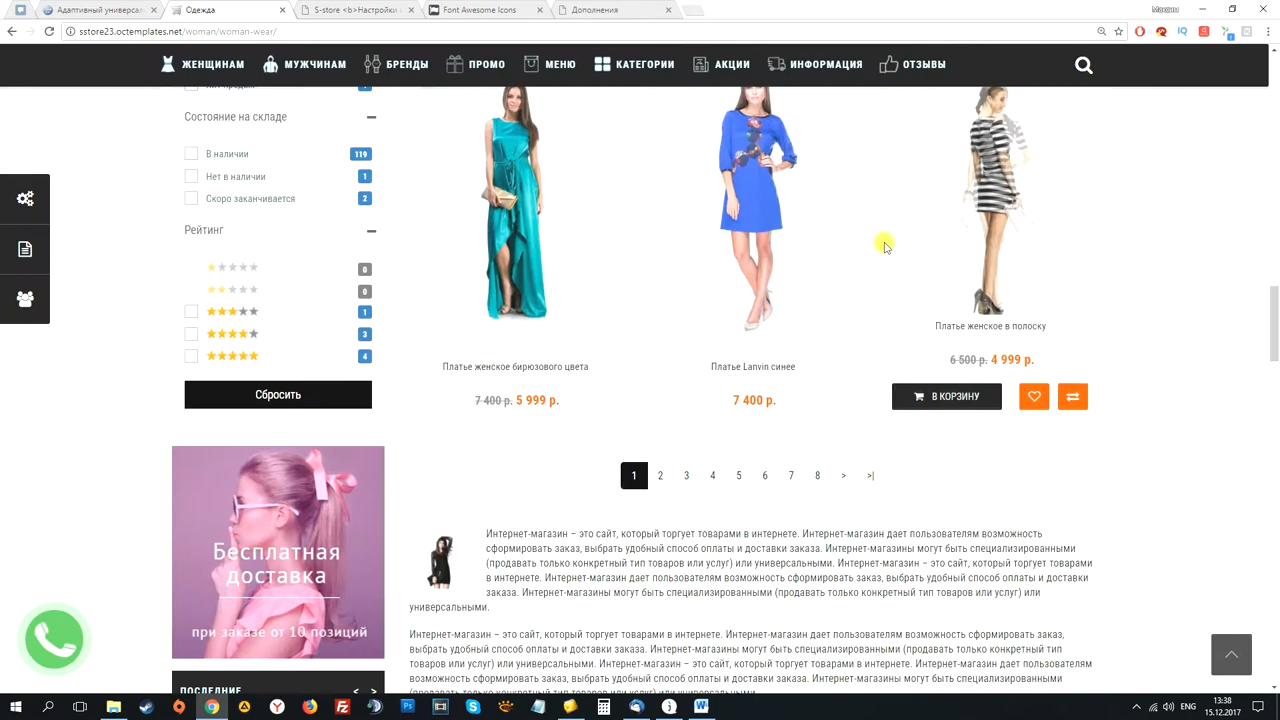 Адаптивный универсал
Одежда
S-store <b>Настройки
Font Awesome Icons
Дополнения
sstore23.octemplates.net/woman/woman-wear/
ЖЕНЩИНАМ
МУЖЧИНАМ
БРЕНДЫ
ПРОМО
МЕНЮ
КАТЕГОРИИ
АКЦИИ
ИНФОРМАЦИЯ
ОТЗЫВЫ
Состояние на складе
В наличии 119
Нет в наличии 1
Скоро заканчивается 2
Рейтинг
0
0
1
3
4
Сбросить
Платье женское бирюзового цвета
7 400 р. 5 999 р.
Платье Lanvin синее
7 400 р.
Платье женское в полоску
6 500 р. 4 999 р.
В КОРЗИНУ
1 2 3 4 5 6 7 8 > >|
Бесплатная
доставка
при заказе от 10 позиций
ПОСЛЕДНИЕ < >
Интернет-магазин – это сайт, который торгует товарами в интернете. Интернет-магазин дает пользователям возможность
сформировать заказ, выбрать удобный способ оплаты и доставки заказа. Интернет-магазины могут быть специализированными
(продавать только конкретный тип товаров или услуг) или универсальными. Интернет-магазин – это сайт, который торгует товарами
в интернете. Интернет-магазин дает пользователям возможность сформировать заказ, выбрать удобный способ оплаты и доставки
заказа. Интернет-магазины могут быть специализированными (продавать только конкретный тип товаров или услуг) или
универсальными.
Интернет-магазин – это сайт, который торгует товарами в интернете. Интернет-магазин дает пользователям возможность сформировать заказ,
выбрать удобный способ оплаты и доставки заказа. Интернет-магазины могут быть специализированными (продавать только конкретный тип
товаров или услуг) или универсальными. Интернет-магазин – это сайт, который торгует товарами в интернете. Интернет-магазин дает пользователям
возможность сформировать заказ, выбрать удобный способ оплаты и доставки заказа. Интернет-магазины могут быть специализированными
(продавать только конкретный тип товаров или услуг) или универсальными.
ENG
13:38
15.12.2017